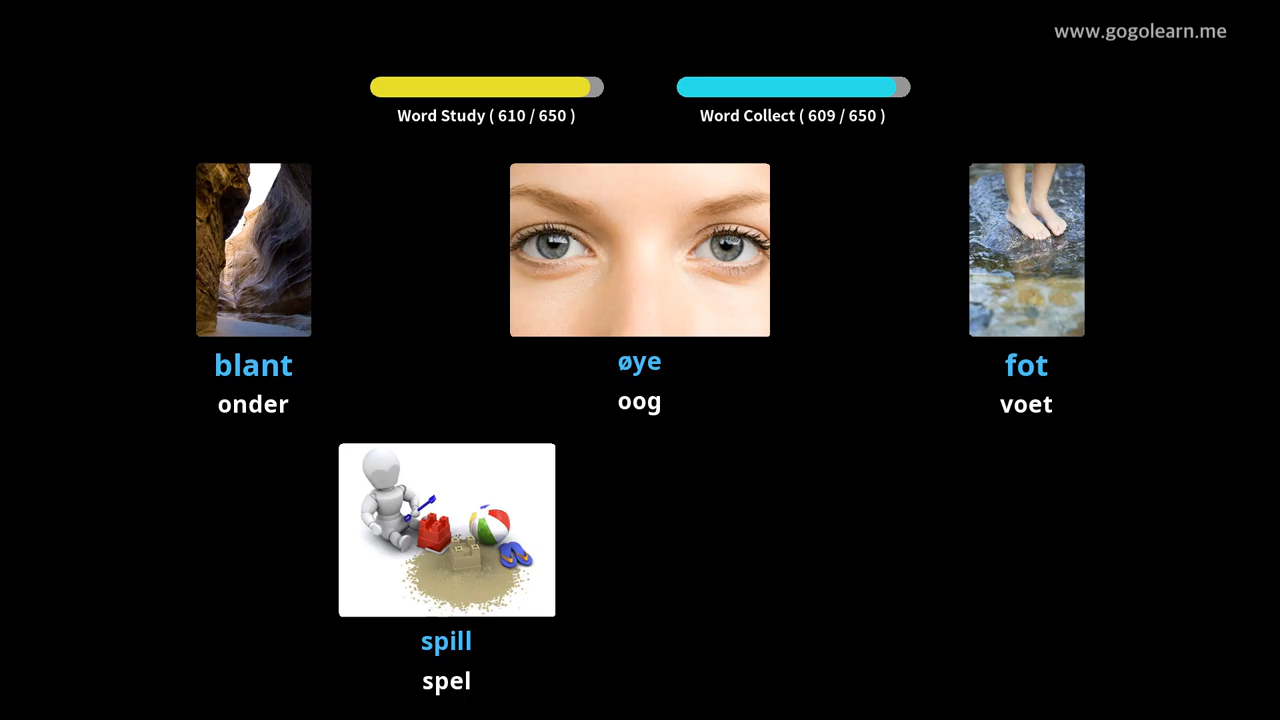 www.gogolearn.me
Word Study ( 610 / 650 )
Word Collect ( 609 / 650 )
blant
onder
øye
oog
fot
voet
spill
spel